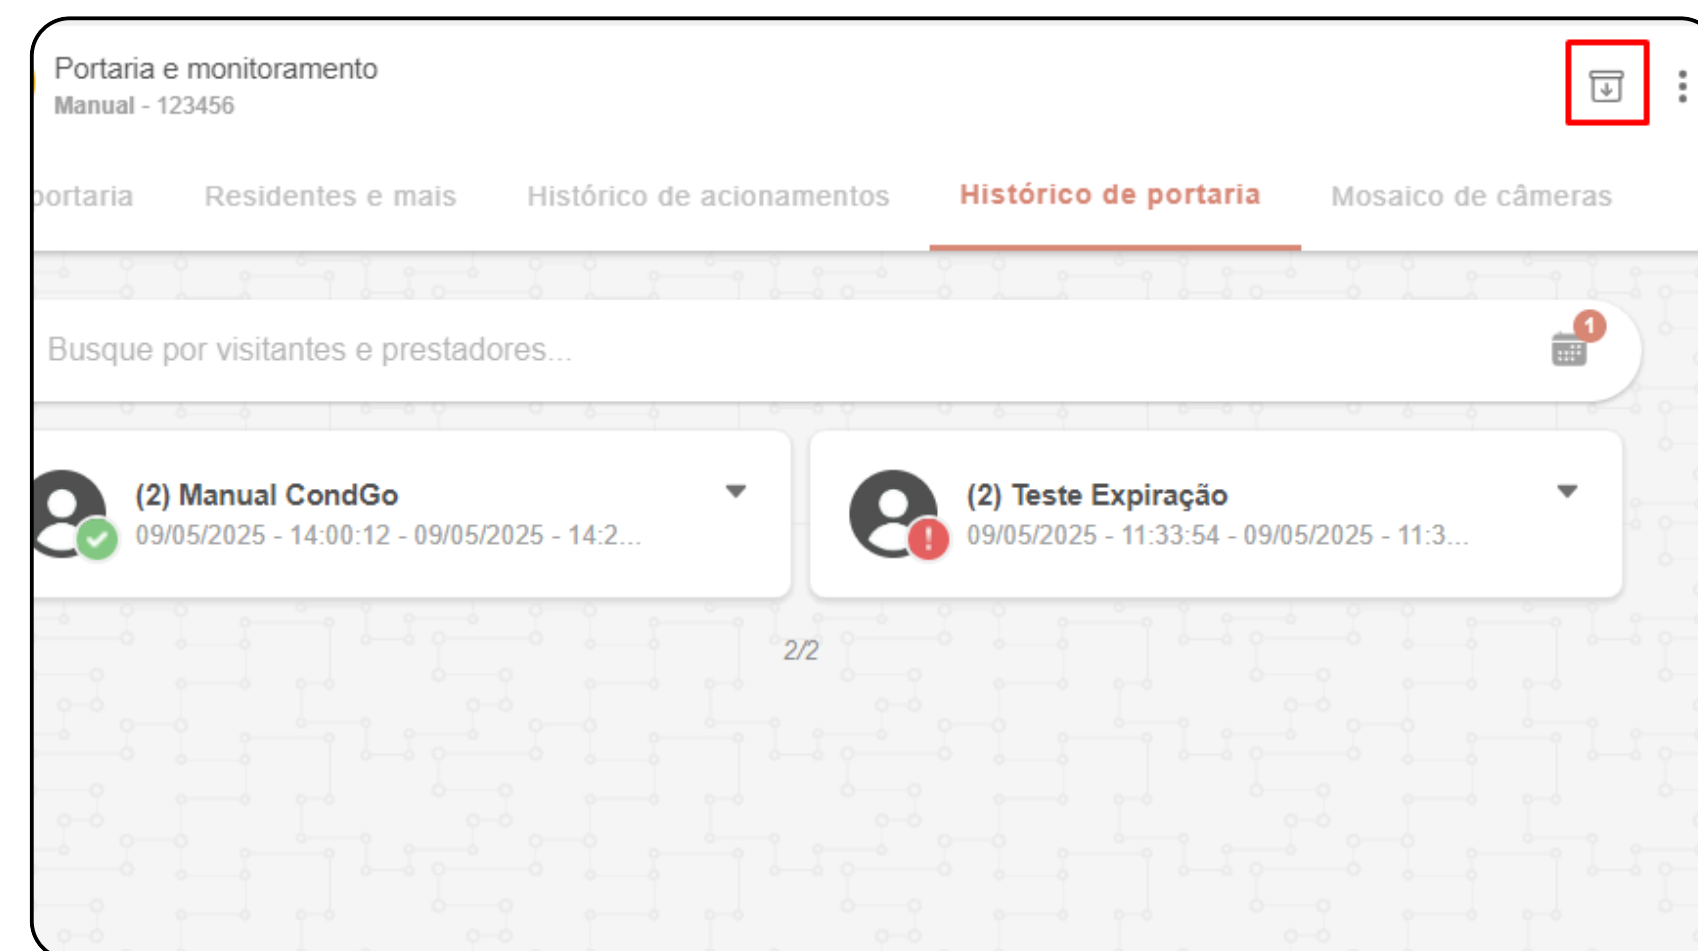 Portaria e monitoramento
Manual - 123456
portaria Residentes e mais Histórico de acionamentos Histórico de portaria Mosaico de câmeras
Busque por visitantes e prestadores...
1
(2) Manual CondGo
09/05/2025 - 14:00:12 - 09/05/2025 - 14:2...
(2) Teste Expiração
09/05/2025 - 11:33:54 - 09/05/2025 - 11:3...
2/2